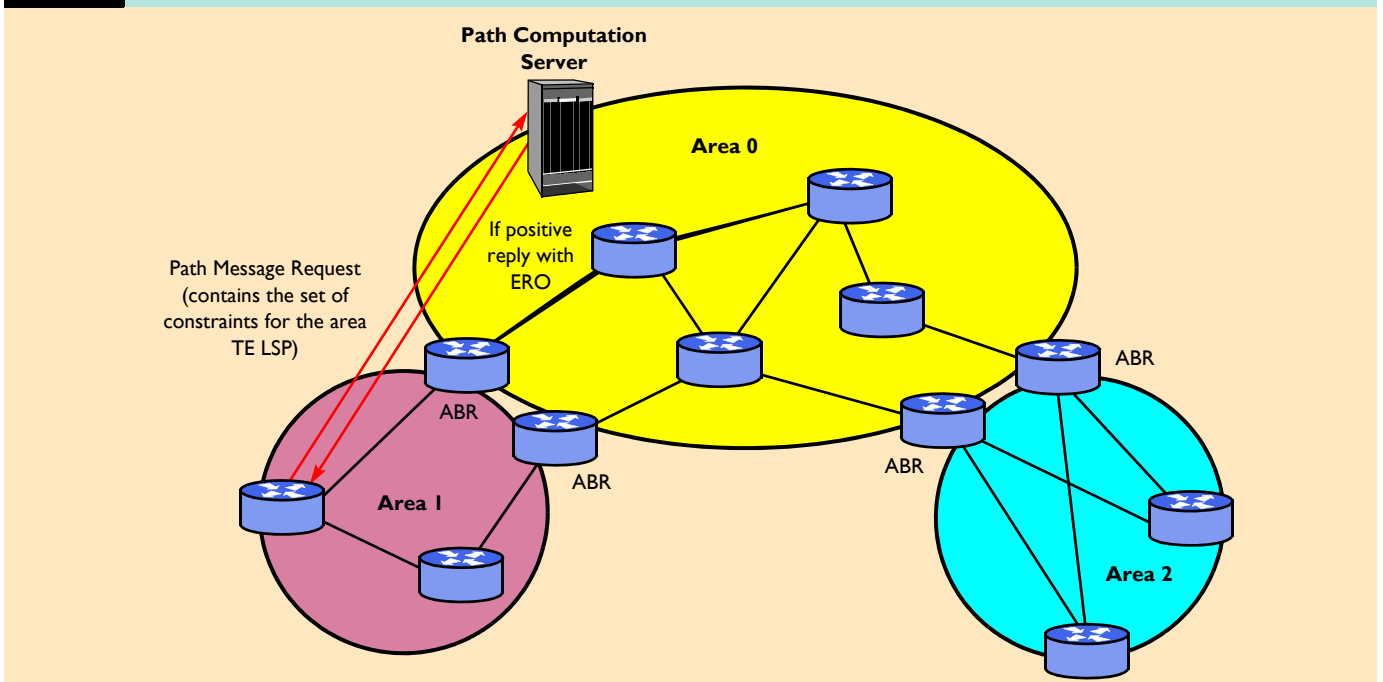 Path Computation
Server
Area 0
If positive
reply with
ERO
Path Message Request
(contains the set of
constraints for the area
TE LSP)
ABR
ABR
ABR
ABR
Area 1
Area 2